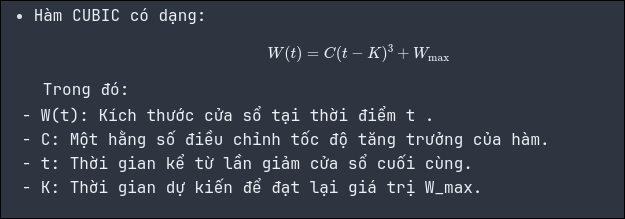 • Hàm CUBIC có dạng:
W(t) = C(t − K)³ + W_max
Trong đó:
- W(t): Kích thước cửa sổ tại thời điểm t .
- C: Một hằng số điều chỉnh tốc độ tăng trưởng của hàm.
- t: Thời gian kể từ lần giảm cửa sổ cuối cùng.
- K: Thời gian dự kiến để đạt lại giá trị W_max.